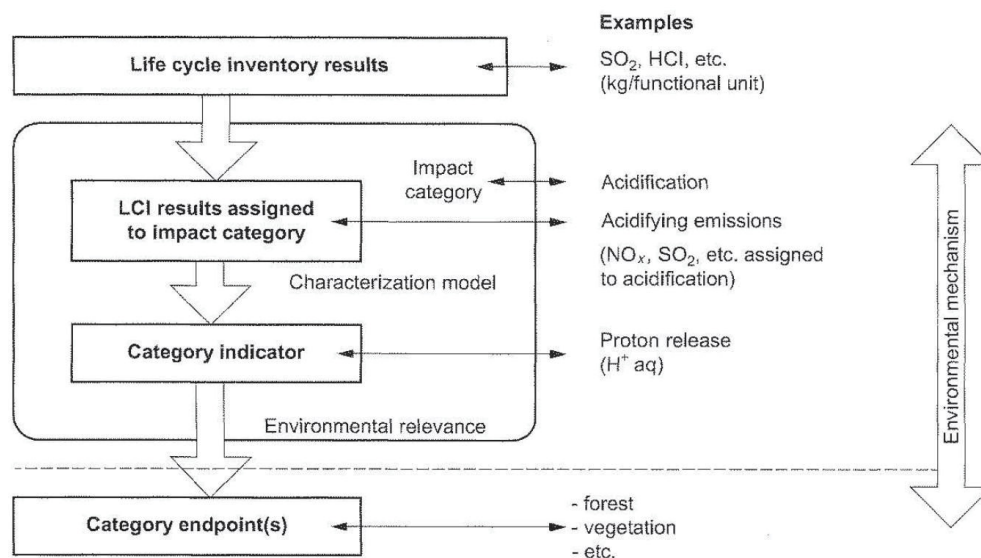 Examples
Life cycle inventory results
SO₂, HCl, etc.
(kg/functional unit)
Impact
category
Acidification
LCI results assigned
to impact category
Acidifying emissions
(NOₓ, SO₂, etc. assigned
to acidification)
Characterization model
Category indicator
Proton release
(H⁺ aq)
Environmental relevance
Environmental mechanism
Category endpoint(s)
- forest
- vegetation
- etc.